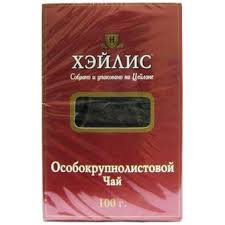 ХЭЙЛИС
Собрано и упаковано на Цейлоне
Особокрупнолистовой
Чай
100 г.